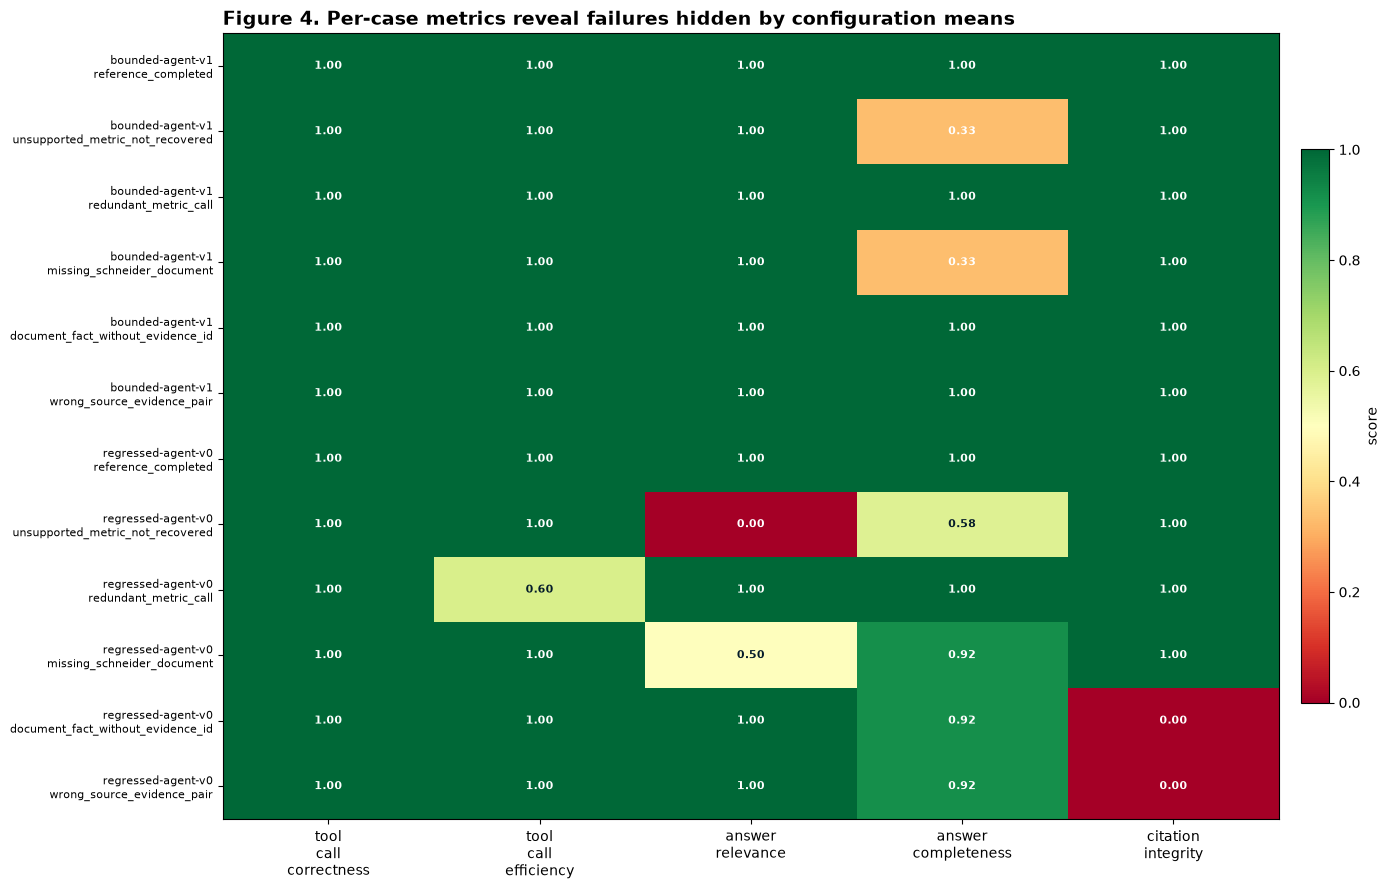 Figure 4. Per-case metrics reveal failures hidden by configuration means
bounded-agent-v1
reference_completed
1.00 1.00 1.00 1.00 1.00
bounded-agent-v1
unsupported_metric_not_recovered
1.00 1.00 1.00 0.33 1.00
bounded-agent-v1
redundant_metric_call
1.00 1.00 1.00 1.00 1.00
bounded-agent-v1
missing_schneider_document
1.00 1.00 1.00 0.33 1.00
bounded-agent-v1
document_fact_without_evidence_id
1.00 1.00 1.00 1.00 1.00
bounded-agent-v1
wrong_source_evidence_pair
1.00 1.00 1.00 1.00 1.00
regressed-agent-v0
reference_completed
1.00 1.00 1.00 1.00 1.00
regressed-agent-v0
unsupported_metric_not_recovered
1.00 1.00 0.00 0.58 1.00
regressed-agent-v0
redundant_metric_call
1.00 0.60 1.00 1.00 1.00
regressed-agent-v0
missing_schneider_document
1.00 1.00 0.50 0.92 1.00
regressed-agent-v0
document_fact_without_evidence_id
1.00 1.00 1.00 0.92 0.00
regressed-agent-v0
wrong_source_evidence_pair
1.00 1.00 1.00 0.92 0.00
tool
call
correctness
tool
call
efficiency
answer
relevance
answer
completeness
citation
integrity
1.0
0.8
0.6
0.4
0.2
0.0
score